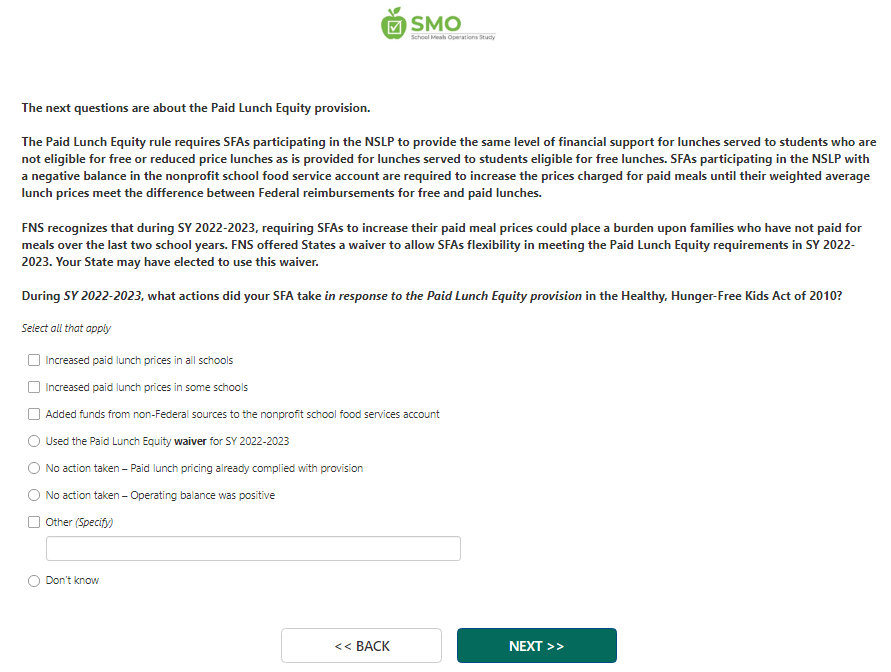 SMO
School Meals Operations Study
The next questions are about the Paid Lunch Equity provision.
The Paid Lunch Equity rule requires SFAs participating in the NSLP to provide the same level of financial support for lunches served to students who are
not eligible for free or reduced price lunches as is provided for lunches served to students eligible for free lunches. SFAs participating in the NSLP with
a negative balance in the nonprofit school food service account are required to increase the prices charged for paid meals until their weighted average
lunch prices meet the difference between Federal reimbursements for free and paid lunches.
FNS recognizes that during SY 2022-2023, requiring SFAs to increase their paid meal prices could place a burden upon families who have not paid for
meals over the last two school years. FNS offered States a waiver to allow SFAs flexibility in meeting the Paid Lunch Equity requirements in SY 2022-
2023. Your State may have elected to use this waiver.
During SY 2022-2023, what actions did your SFA take in response to the Paid Lunch Equity provision in the Healthy, Hunger-Free Kids Act of 2010?
Select all that apply
Increased paid lunch prices in all schools
Increased paid lunch prices in some schools
Added funds from non-Federal sources to the nonprofit school food services account
Used the Paid Lunch Equity waiver for SY 2022-2023
No action taken – Paid lunch pricing already complied with provision
No action taken – Operating balance was positive
Other (Specify)
Don't know
<< BACK
NEXT >>